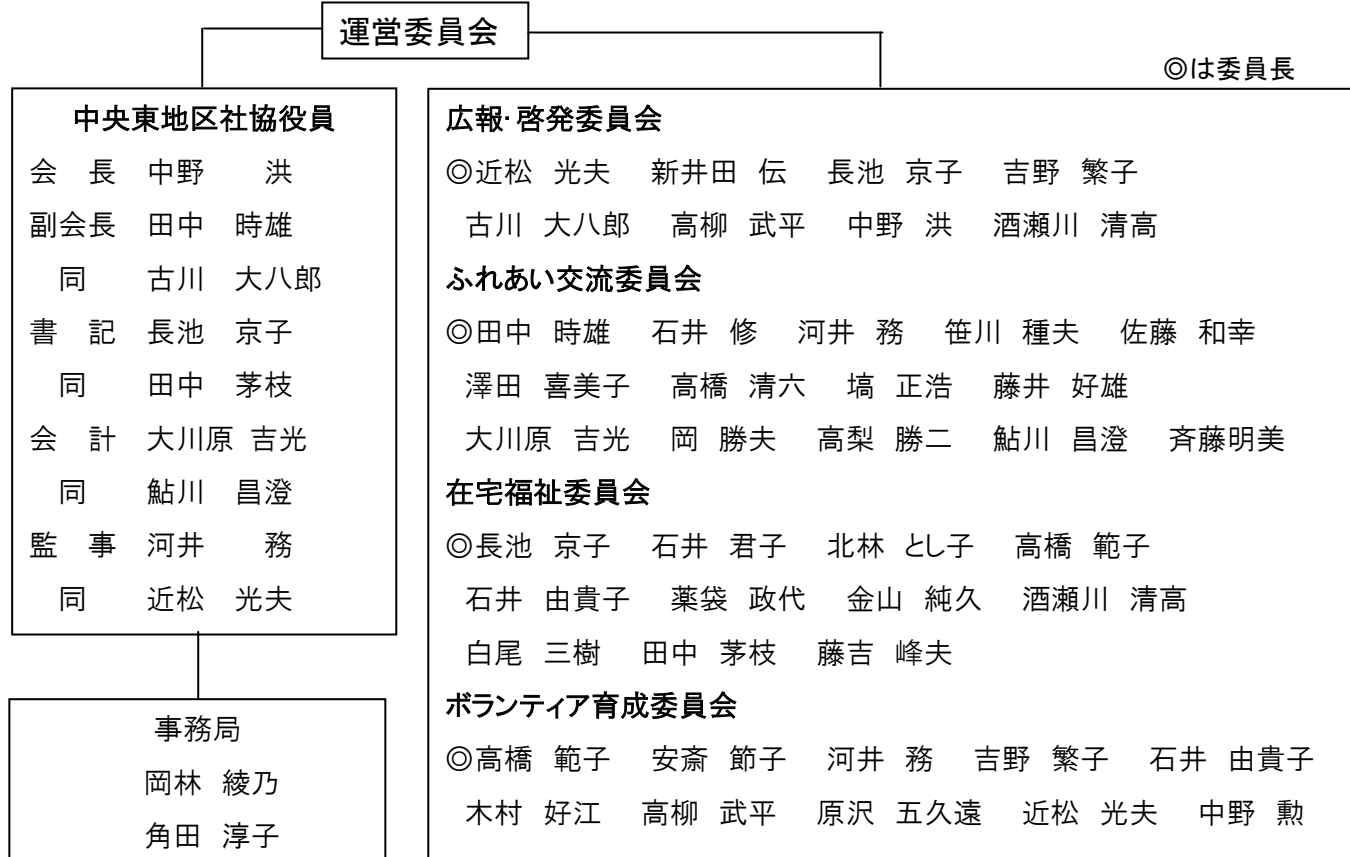 運営委員会
◎は委員長
中央東地区社協役員
会　長　中野　　洪
副会長　田中　時雄
同　古川　大八郎
書　記　長池　京子
同　田中　茅枝
会　計　大川原 吉光
同　鮎川　昌澄
監　事　河井　　務
同　近松　光夫
事務局
岡林 綾乃
角田 淳子
広報･啓発委員会
◎近松 光夫　新井田 伝　長池 京子　吉野 繁子
古川 大八郎　高柳 武平　中野 洪　酒瀬川 清高
ふれあい交流委員会
◎田中 時雄　石井 修　河井 務　笹川 種夫　佐藤 和幸
澤田 喜美子　高橋 清六　塙 正浩　藤井 好雄
大川原 吉光　岡 勝夫　高梨 勝二　鮎川 昌澄　斉藤明美
在宅福祉委員会
◎長池 京子　石井 君子　北林 とし子　高橋 範子
石井 由貴子　薬袋 政代　金山 純久　酒瀬川 清高
白尾 三樹　田中 茅枝　藤吉 峰夫
ボランティア育成委員会
◎高橋 範子　安斎 節子　河井 務　吉野 繁子　石井 由貴子
木村 好江　高柳 武平　原沢 五久遠　近松 光夫　中野 勲